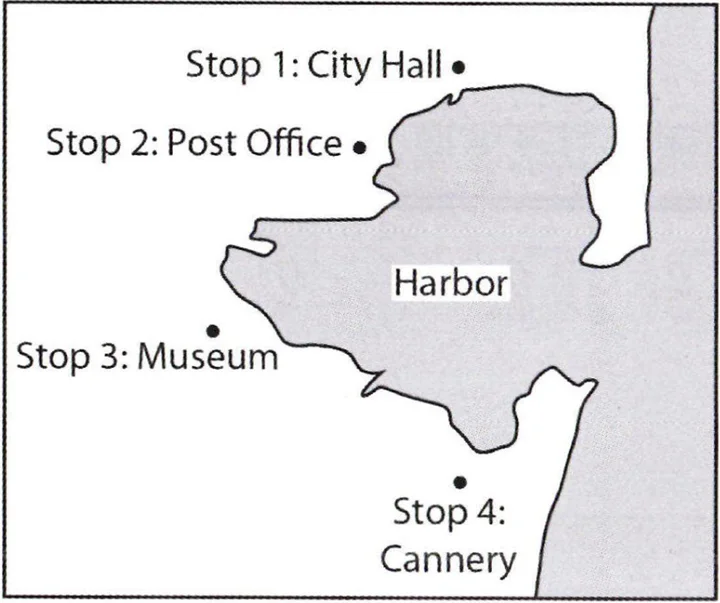 Stop 1: City Hall
Stop 2: Post Office
Harbor
Stop 3: Museum
Stop 4:
Cannery